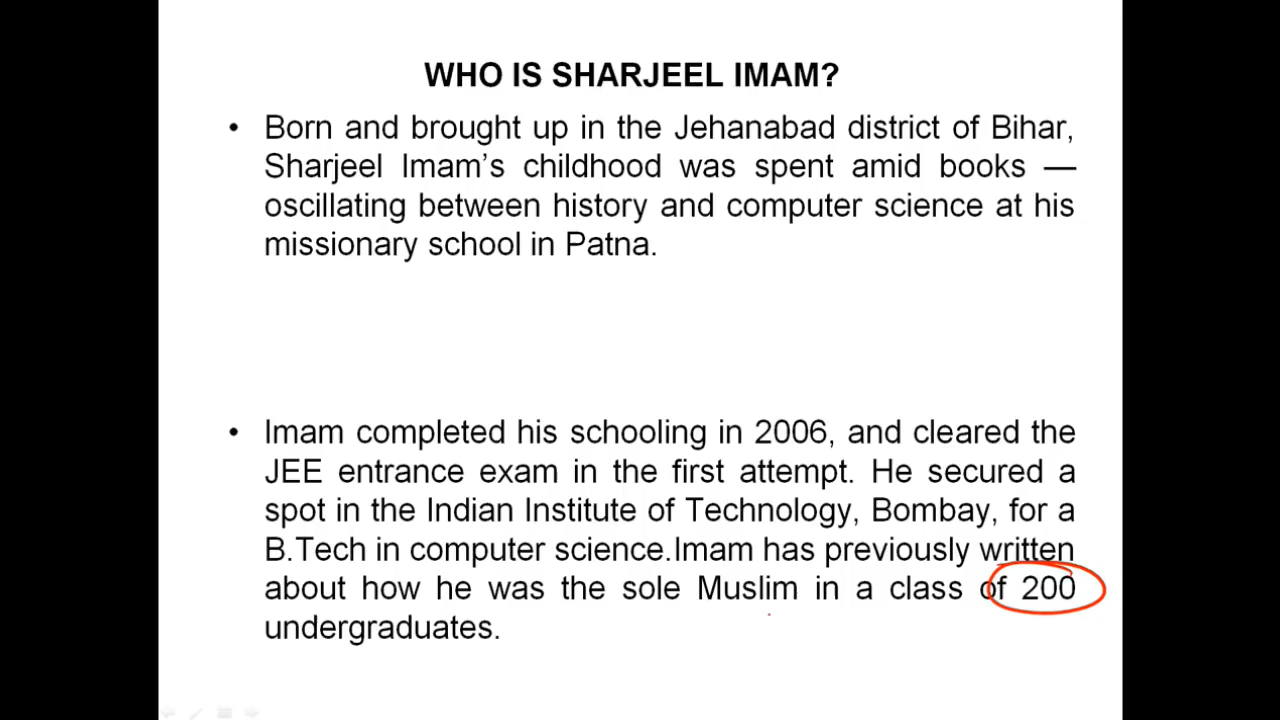 WHO IS SHARJEEL IMAM?
• Born and brought up in the Jehanabad district of Bihar,
Sharjeel Imam’s childhood was spent amid books —
oscillating between history and computer science at his
missionary school in Patna.
• Imam completed his schooling in 2006, and cleared the
JEE entrance exam in the first attempt. He secured a
spot in the Indian Institute of Technology, Bombay, for a
B.Tech in computer science.Imam has previously written
about how he was the sole Muslim in a class of 200
undergraduates.